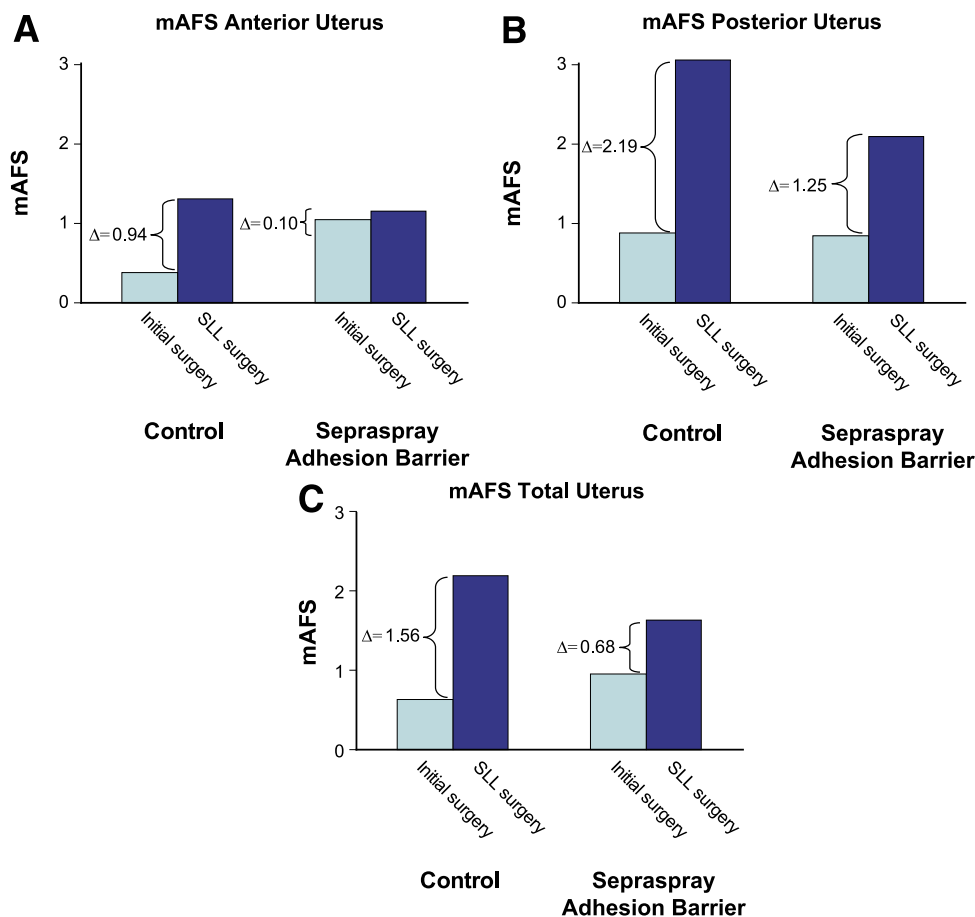 A
mAFS Anterior Uterus
mAFS
3
2
1
0
Δ=0.94
Δ=0.10
Initial surgery
SLL surgery
Initial surgery
SLL surgery
Control
Sepraspray
Adhesion Barrier
B
mAFS Posterior Uterus
mAFS
3
2
1
0
Δ=2.19
Δ=1.25
Initial surgery
SLL surgery
Initial surgery
SLL surgery
Control
Sepraspray
Adhesion Barrier
C
mAFS Total Uterus
mAFS
3
2
1
0
Δ=1.56
Δ=0.68
Initial surgery
SLL surgery
Initial surgery
SLL surgery
Control
Sepraspray
Adhesion Barrier